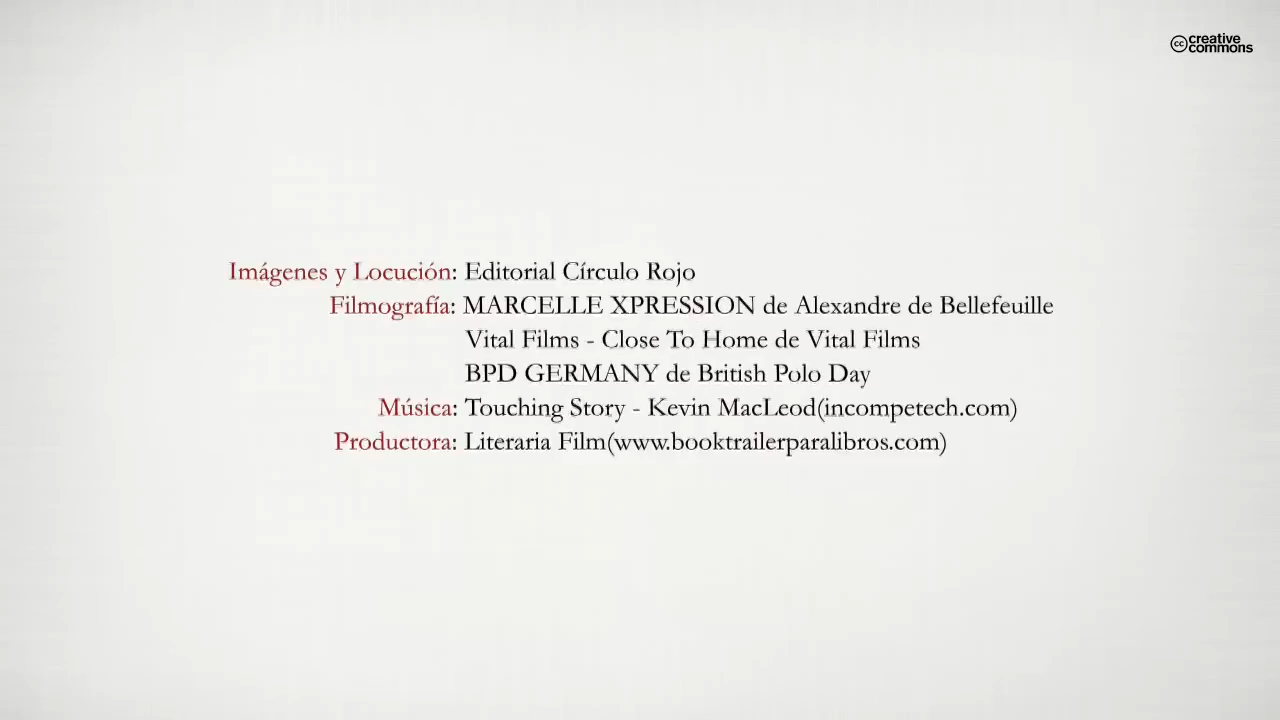 cc creative
commons
Imágenes y Locución: Editorial Círculo Rojo
Filmografía: MARCELLE XPRESSION de Alexandre de Bellefeuille
Vital Films - Close To Home de Vital Films
BPD GERMANY de British Polo Day
Música: Touching Story - Kevin MacLeod(incompetech.com)
Productora: Literaria Film(www.booktrailerparalibros.com)